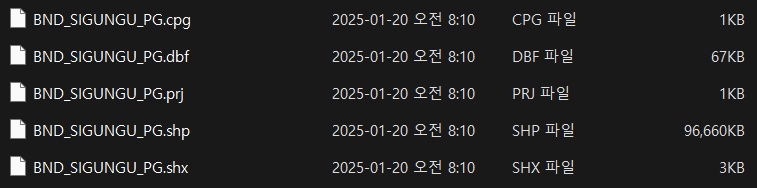 BND_SIGUNGU_PG.cpg 2025-01-20 오전 8:10 CPG 파일 1KB
BND_SIGUNGU_PG.dbf 2025-01-20 오전 8:10 DBF 파일 67KB
BND_SIGUNGU_PG.prj 2025-01-20 오전 8:10 PRJ 파일 1KB
BND_SIGUNGU_PG.shp 2025-01-20 오전 8:10 SHP 파일 96,660KB
BND_SIGUNGU_PG.shx 2025-01-20 오전 8:10 SHX 파일 3KB